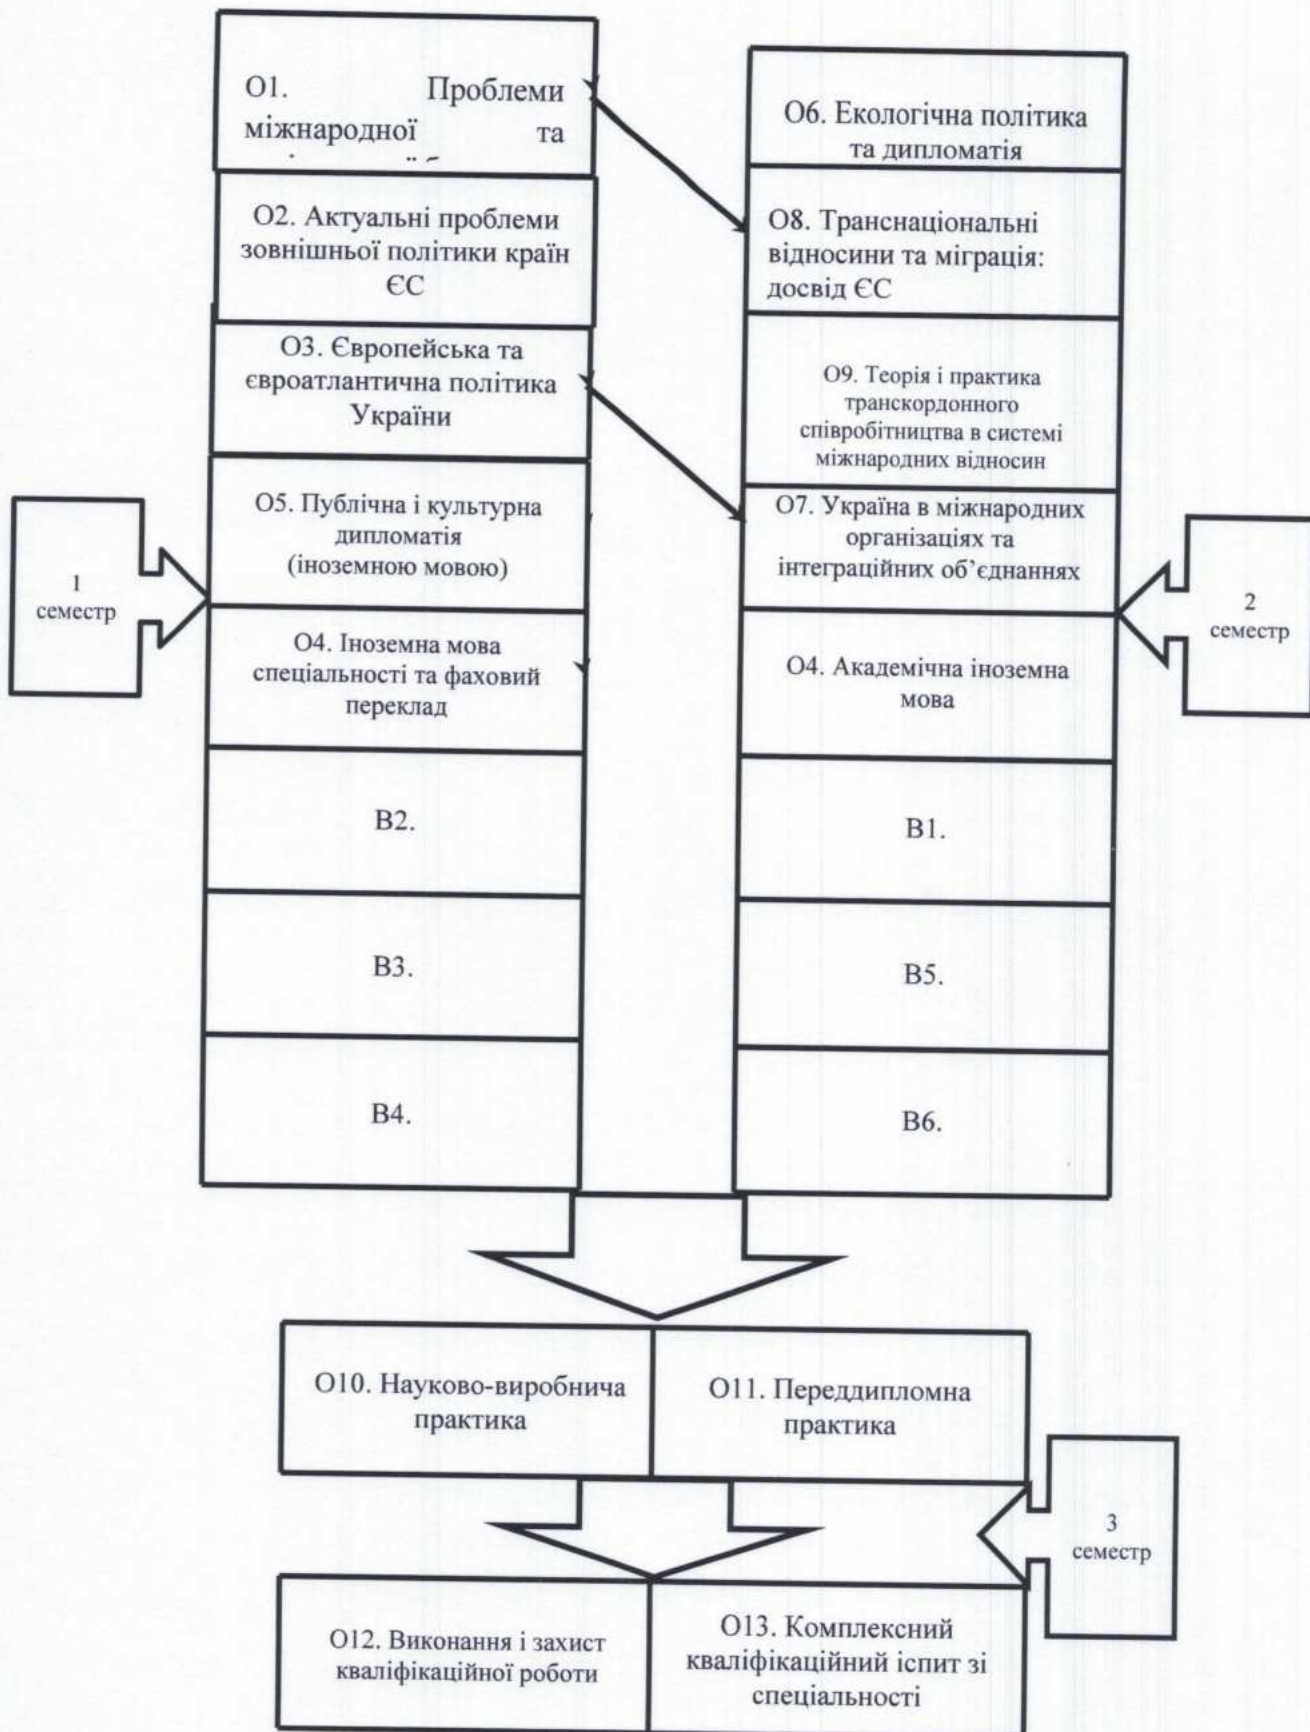 О1. Проблеми
міжнародної та
О2. Актуальні проблеми
зовнішньої політики країн
ЄС
О3. Європейська та
євроатлантична політика
України
О5. Публічна і культурна
дипломатія
(іноземною мовою)
О4. Іноземна мова
спеціальності та фаховий
переклад
В2.
В3.
В4.
1
семестр
О6. Екологічна політика
та дипломатія
О8. Транснаціональні
відносини та міграція:
досвід ЄС
О9. Теорія і практика
транскордонного
співробітництва в системі
міжнародних відносин
О7. Україна в міжнародних
організаціях та
інтеграційних об’єднаннях
О4. Академічна іноземна
мова
В1.
В5.
В6.
2
семестр
О10. Науково-виробнича
практика
О11. Переддипломна
практика
3
семестр
О12. Виконання і захист
кваліфікаційної роботи
О13. Комплексний
кваліфікаційний іспит зі
спеціальності